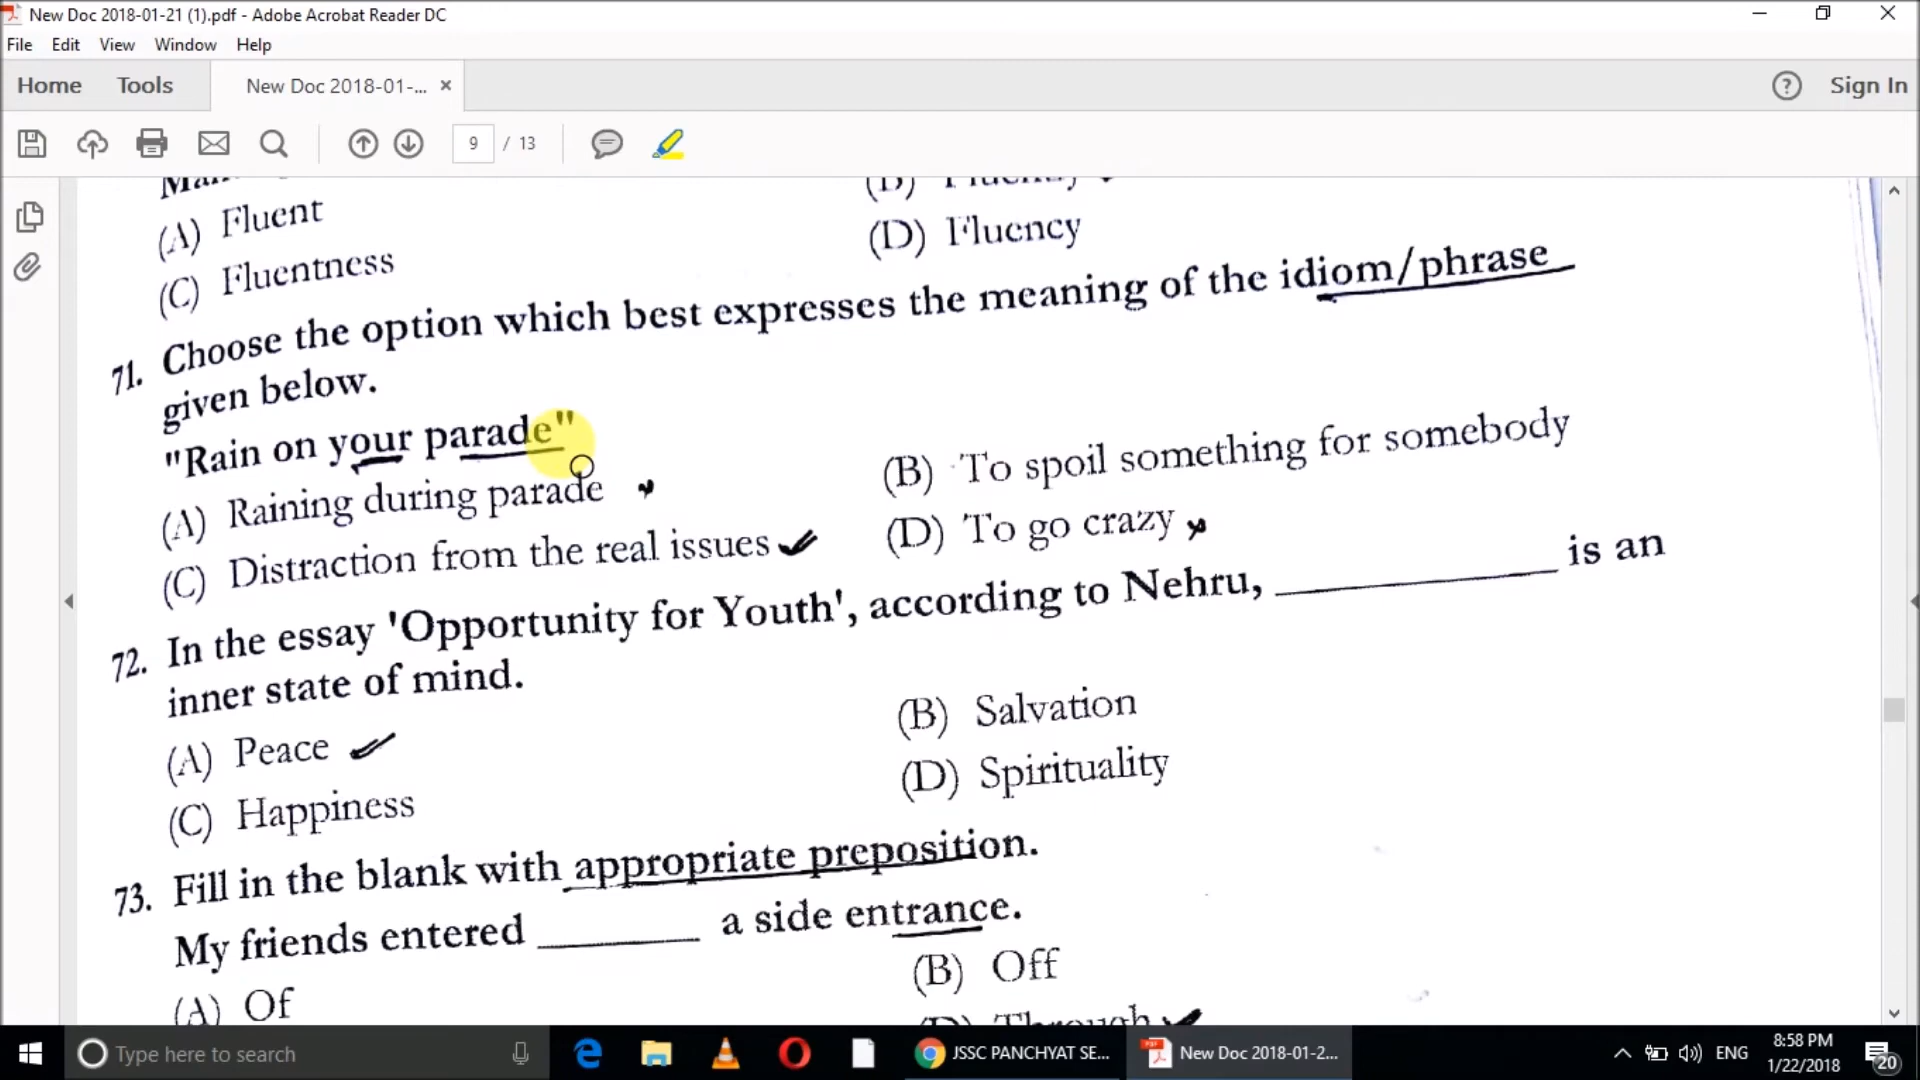 New Doc 2018-01-21 (1).pdf - Adobe Acrobat Reader DC
File Edit View Window Help
Home Tools New Doc 2018-01-... × Sign In
9 / 13
(A) Fluent
(C) Fluentness (D) Fluency
71. Choose the option which best expresses the meaning of the idiom/phrase
given below.
"Rain on your parade"
(A) Raining during parade (B) To spoil something for somebody
(C) Distraction from the real issues (D) To go crazy
72. In the essay 'Opportunity for Youth', according to Nehru, __________ is an
inner state of mind.
(A) Peace (B) Salvation
(C) Happiness (D) Spirituality
73. Fill in the blank with appropriate preposition.
My friends entered ________ a side entrance.
(A) Of (B) Off
(D) Through
Type here to search JSSC PANCHYAT SE... New Doc 2018-01-2... ENG 8:58 PM
1/22/2018 20